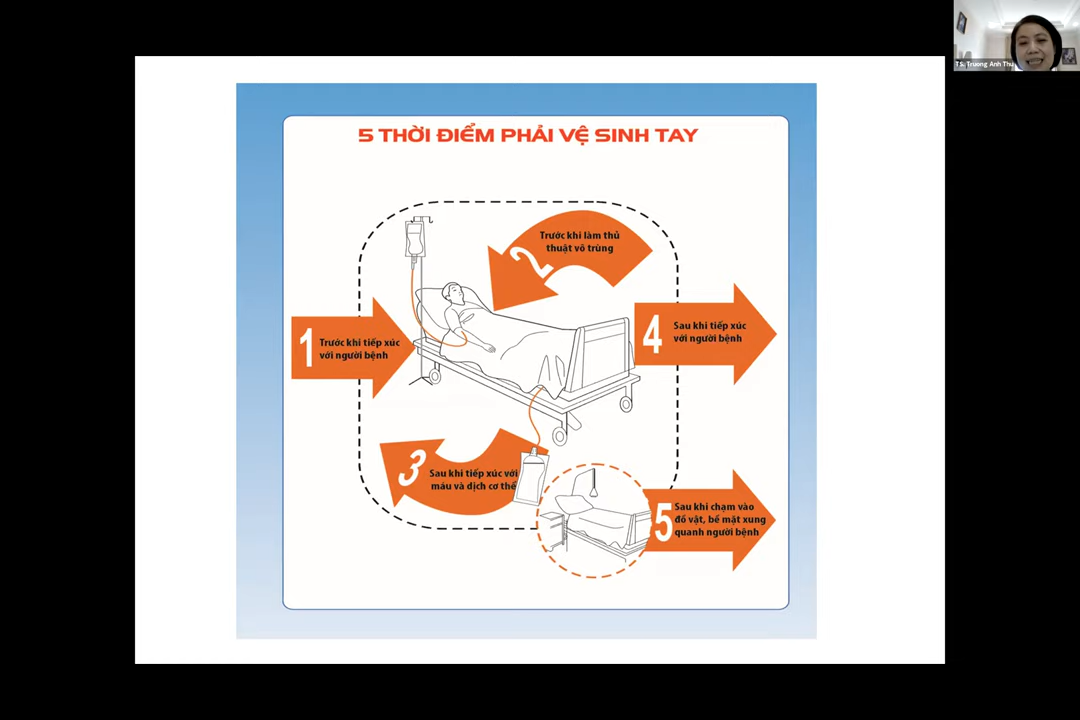 TS. Trương Anh Thư
5 THỜI ĐIỂM PHẢI VỆ SINH TAY
2
Trước khi làm thủ
thuật vô trùng
1
Trước khi tiếp xúc
với người bệnh
4
Sau khi tiếp xúc
với người bệnh
3
Sau khi tiếp xúc với
máu và dịch cơ thể
5
Sau khi chạm vào
đồ vật, bề mặt xung
quanh người bệnh